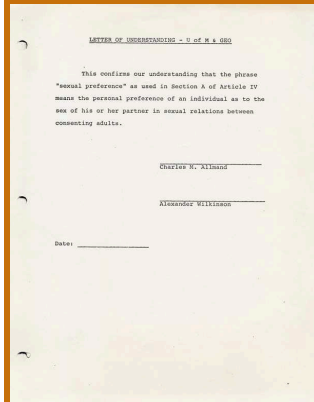 LETTER OF UNDERSTANDING - U of M & GEO
This confirms our understanding that the phrase
"sexual preference" as used in Section A of Article IV
means the personal preference of an individual as to the
sex of his or her partner in sexual relations between
consenting adults.
Charles M. Allmand
Alexander Wilkinson
Date: